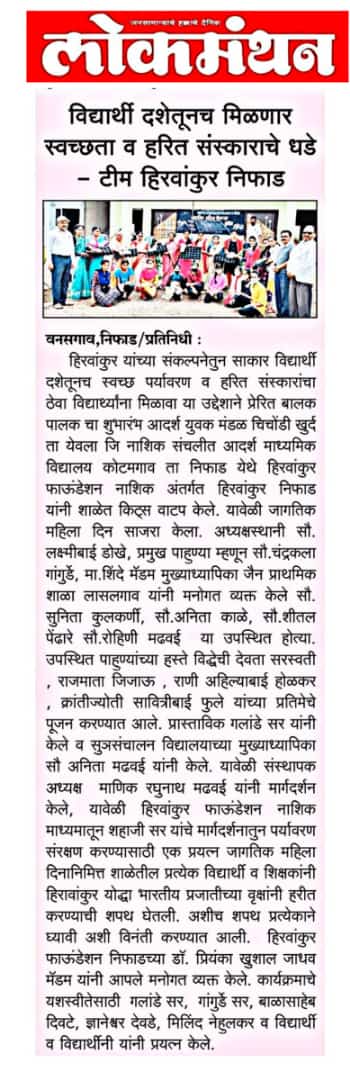 जनसामान्यांचे हक्काचे दैनिक
लोकमंथन
विद्यार्थी दशेतूनच मिळणार
स्वच्छता व हरित संस्काराचे धडे
– टीम हिरवांकुर निफाड
वनसगाव,निफाड/प्रतिनिधी :
हिरवांकुर यांच्या संकल्पनेतुन साकार विद्यार्थी
दशेतूनच स्वच्छ पर्यावरण व हरित संस्कारांचा
ठेवा विद्यार्थ्यांना मिळावा या उद्देशाने प्रेरित बालक
पालक चा शुभारंभ आदर्श युवक मंडळ चिचोंडी खुर्द
ता येवला जि नाशिक संचलीत आदर्श माध्यमिक
विद्यालय कोटमगाव ता निफाड येथे हिरवांकुर
फाऊंडेशन नाशिक अंतर्गत हिरवांकुर निफाड
यांनी शाळेत किट्स वाटप केले. यावेळी जागतिक
महिला दिन साजरा केला. अध्यक्षस्थानी सौ.
लक्ष्मीबाई डोखे, प्रमुख पाहुण्या म्हणून सौ.चंद्रकला
गांगुर्डे, मा.शिंदे मॅडम मुख्याध्यापिका जैन प्राथमिक
शाळा लासलगाव यांनी मनोगत व्यक्त केले सौ.
सुनिता कुलकर्णी, सौ.अनिता काळे, सौ.शीतल
पेंढारे सौ.रोहिणी मढवई या उपस्थित होत्या.
उपस्थित पाहुण्यांच्या हस्ते विद्धेची देवता सरस्वती
, राजमाता जिजाऊ , राणी अहिल्याबाई होळकर
, क्रांतीज्योती सावित्रीबाई फुले यांच्या प्रतिमेचे
पूजन करण्यात आले. प्रास्ताविक गलांडे सर यांनी
केले व सुञसंचालन विद्यालयाच्या मुख्याध्यापिका
सौ अनिता मढवई यांनी केले. यावेळी संस्थापक
अध्यक्ष माणिक रघुनाथ मढवई यांनी मार्गदर्शन
केले, यावेळी हिरवांकुर फाऊंडेशन नाशिक
माध्यमातून शहाजी सर यांचे मार्गदर्शनातुन पर्यावरण
संरक्षण करण्यासाठी एक प्रयत्न जागतिक महिला
दिनानिमित्त शाळेतील प्रत्येक विद्यार्थी व शिक्षकांनी
हिरावांकुर योद्धा भारतीय प्रजातीच्या वृक्षांनी हरीत
करण्याची शपथ घेतली. अशीच शपथ प्रत्येकाने
घ्यावी अशी विनंती करण्यात आली. हिरवांकुर
फाऊंडेशन निफाडच्या डॉ. प्रियंका खुशाल जाधव
मॅडम यांनी आपले मनोगत व्यक्त केले. कार्यक्रमाचे
यशस्वीतेसाठी गलांडे सर, गांगुर्डे सर, बाळासाहेब
दिवटे, ज्ञानेश्वर देवडे, मिलिंद नेहुलकर व विद्यार्थी
व विद्यार्थीनी यांनी प्रयत्न केले.